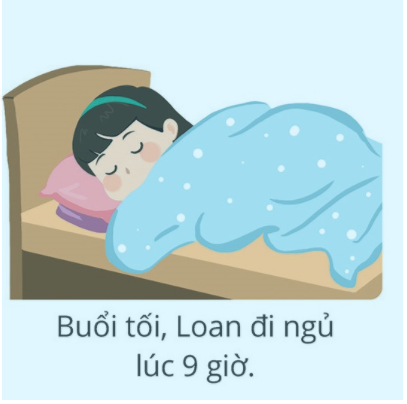 Buổi tối, Loan đi ngủ
lúc 9 giờ.